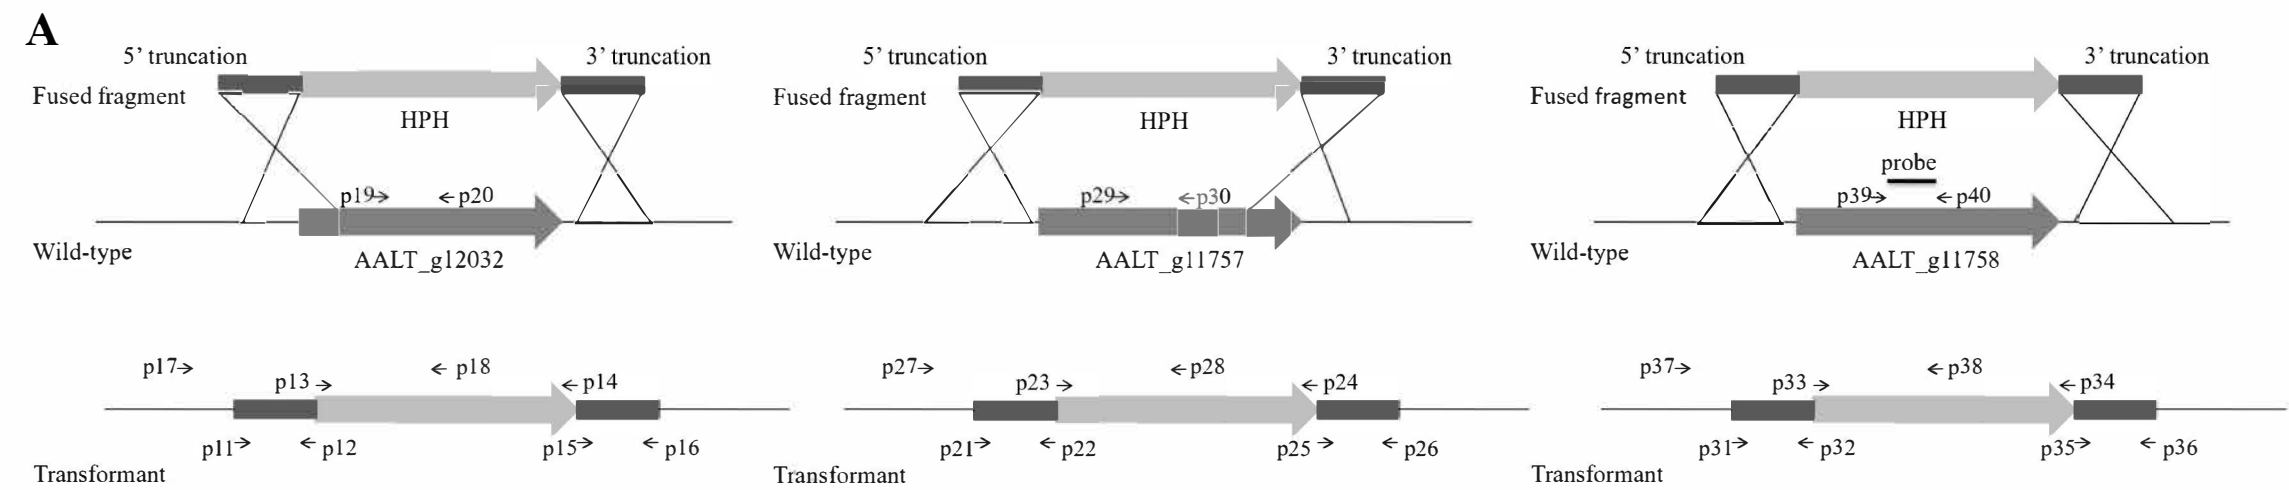 A
5’ truncation
3’ truncation
Fused fragment
HPH
p19
p20
Wild-type
AALT_g12032
p17
p18
p13
p14
p11
p12
p15
p16
Transformant
5’ truncation
3’ truncation
Fused fragment
HPH
p29
p30
Wild-type
AALT_g11757
p27
p28
p23
p24
p21
p22
p25
p26
Transformant
5’ truncation
3’ truncation
Fused fragment
HPH
probe
p39
p40
Wild-type
AALT_g11758
p37
p38
p33
p34
p31
p32
p35
p36
Transformant